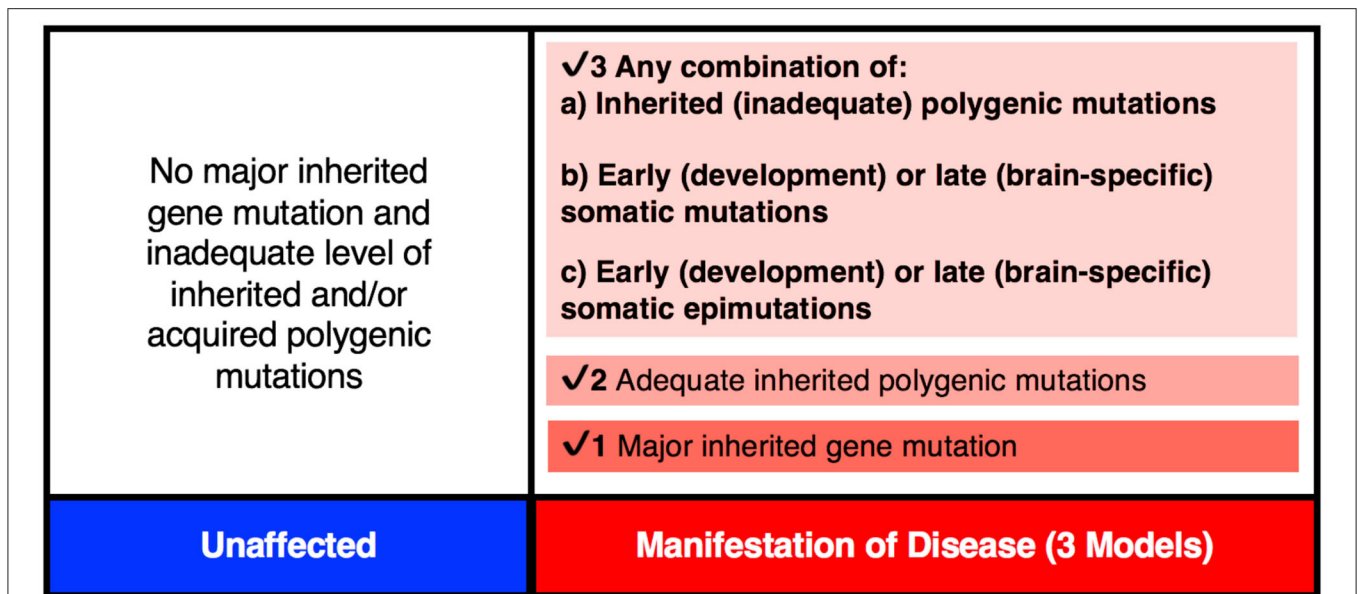 No major inherited
gene mutation and
inadequate level of
inherited and/or
acquired polygenic
mutations
✓3 Any combination of:
a) Inherited (inadequate) polygenic mutations
b) Early (development) or late (brain-specific)
somatic mutations
c) Early (development) or late (brain-specific)
somatic epimutations
✓2 Adequate inherited polygenic mutations
✓1 Major inherited gene mutation
Unaffected
Manifestation of Disease (3 Models)